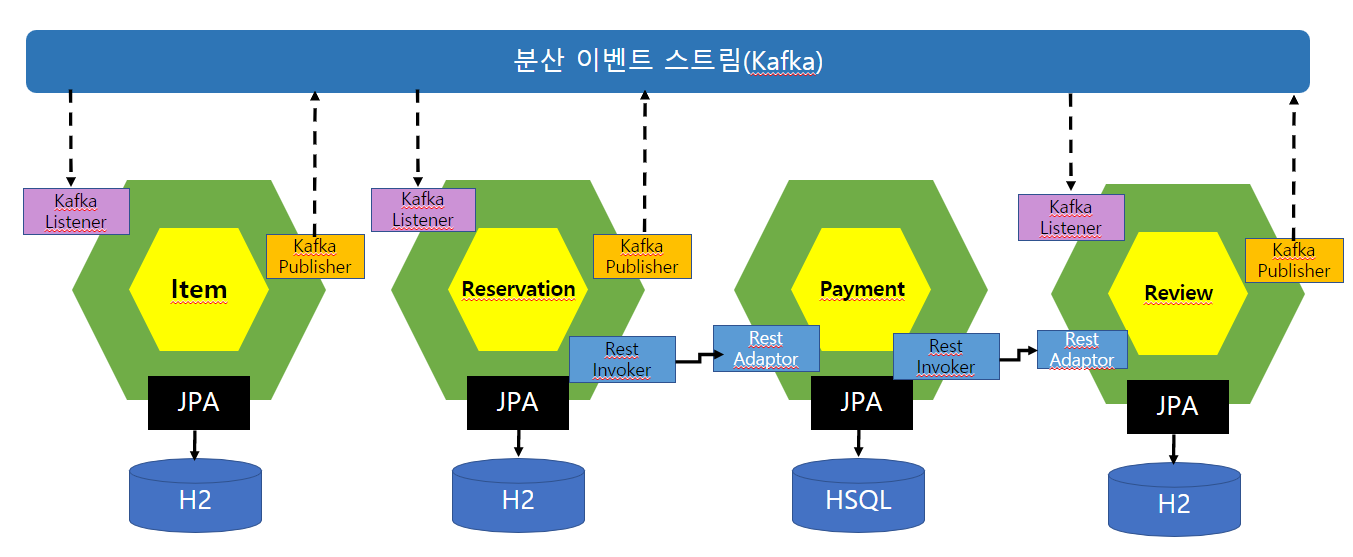 분산 이벤트 스트림(Kafka)
Kafka
Listener
Kafka
Publisher
Item
JPA
H2
Kafka
Listener
Kafka
Publisher
Reservation
Rest
Invoker
JPA
H2
Payment
Rest
Adaptor
Rest
Invoker
JPA
HSQL
Kafka
Listener
Kafka
Publisher
Review
Rest
Adaptor
JPA
H2